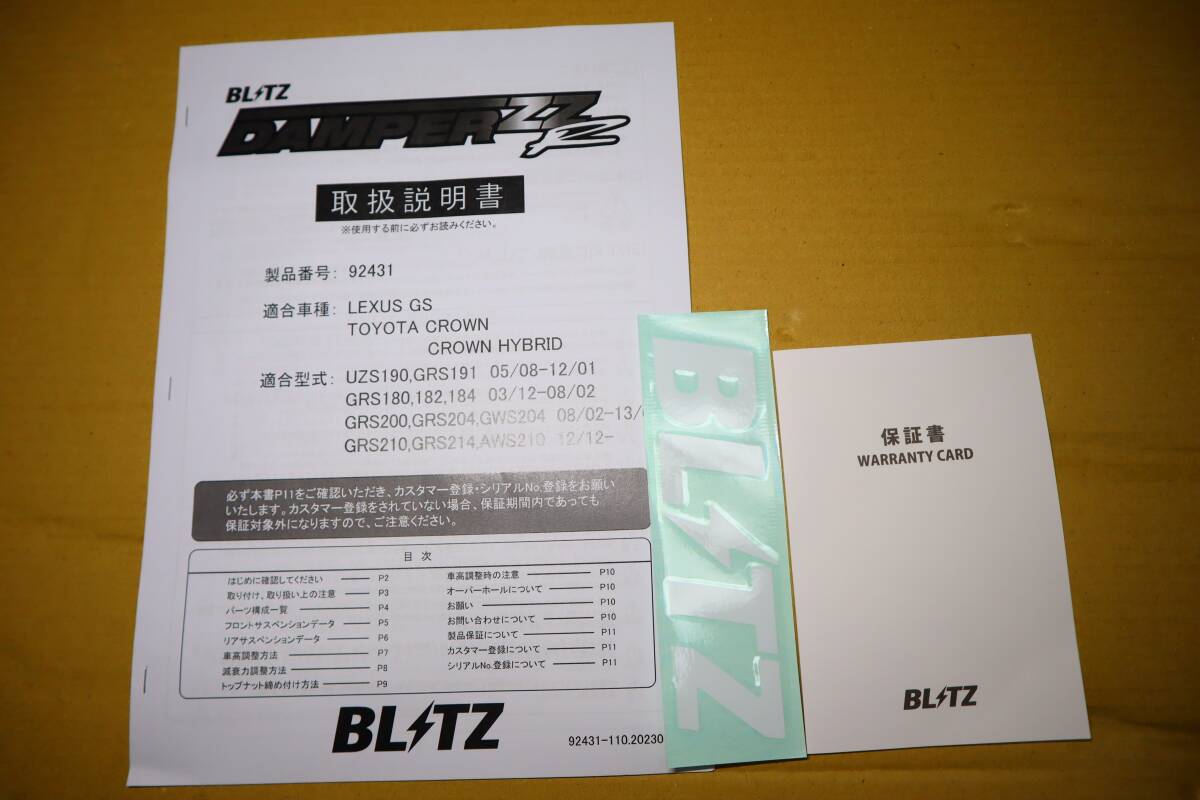 BLITZ
DAMPER ZZ R
取扱説明書
※使用する前に必ずお読みください。
製品番号: 92431
適合車種: LEXUS GS
TOYOTA CROWN
CROWN HYBRID
適合型式: UZS190,GRS191 05/08-12/01
GRS180,182,184 03/12-08/02
GRS200,GRS204,GWS204 08/02-13/
GRS210,GRS214,AWS210 12/12-
必ず本書P11をご確認いただき、カスタマー登録・シリアルNo.登録をお願い
いたします。カスタマー登録をされていない場合、保証期間内であっても
保証対象外になりますので、ご注意ください。
目 次
はじめに確認してください P2
取り付け、取り扱い上の注意 P3
パーツ構成一覧 P4
フロントサスペンションデータ P5
リアサスペンションデータ P6
車高調整方法 P7
減衰力調整方法 P8
トップナット締め付け方法 P9
車高調整時の注意 P10
オーバーホールについて P10
お願い P10
お問い合わせについて P10
製品保証について P11
カスタマー登録について P11
シリアルNo.登録について P11
BLITZ
92431-110.20230
BLITZ
保証書
WARRANTY CARD
BLITZ